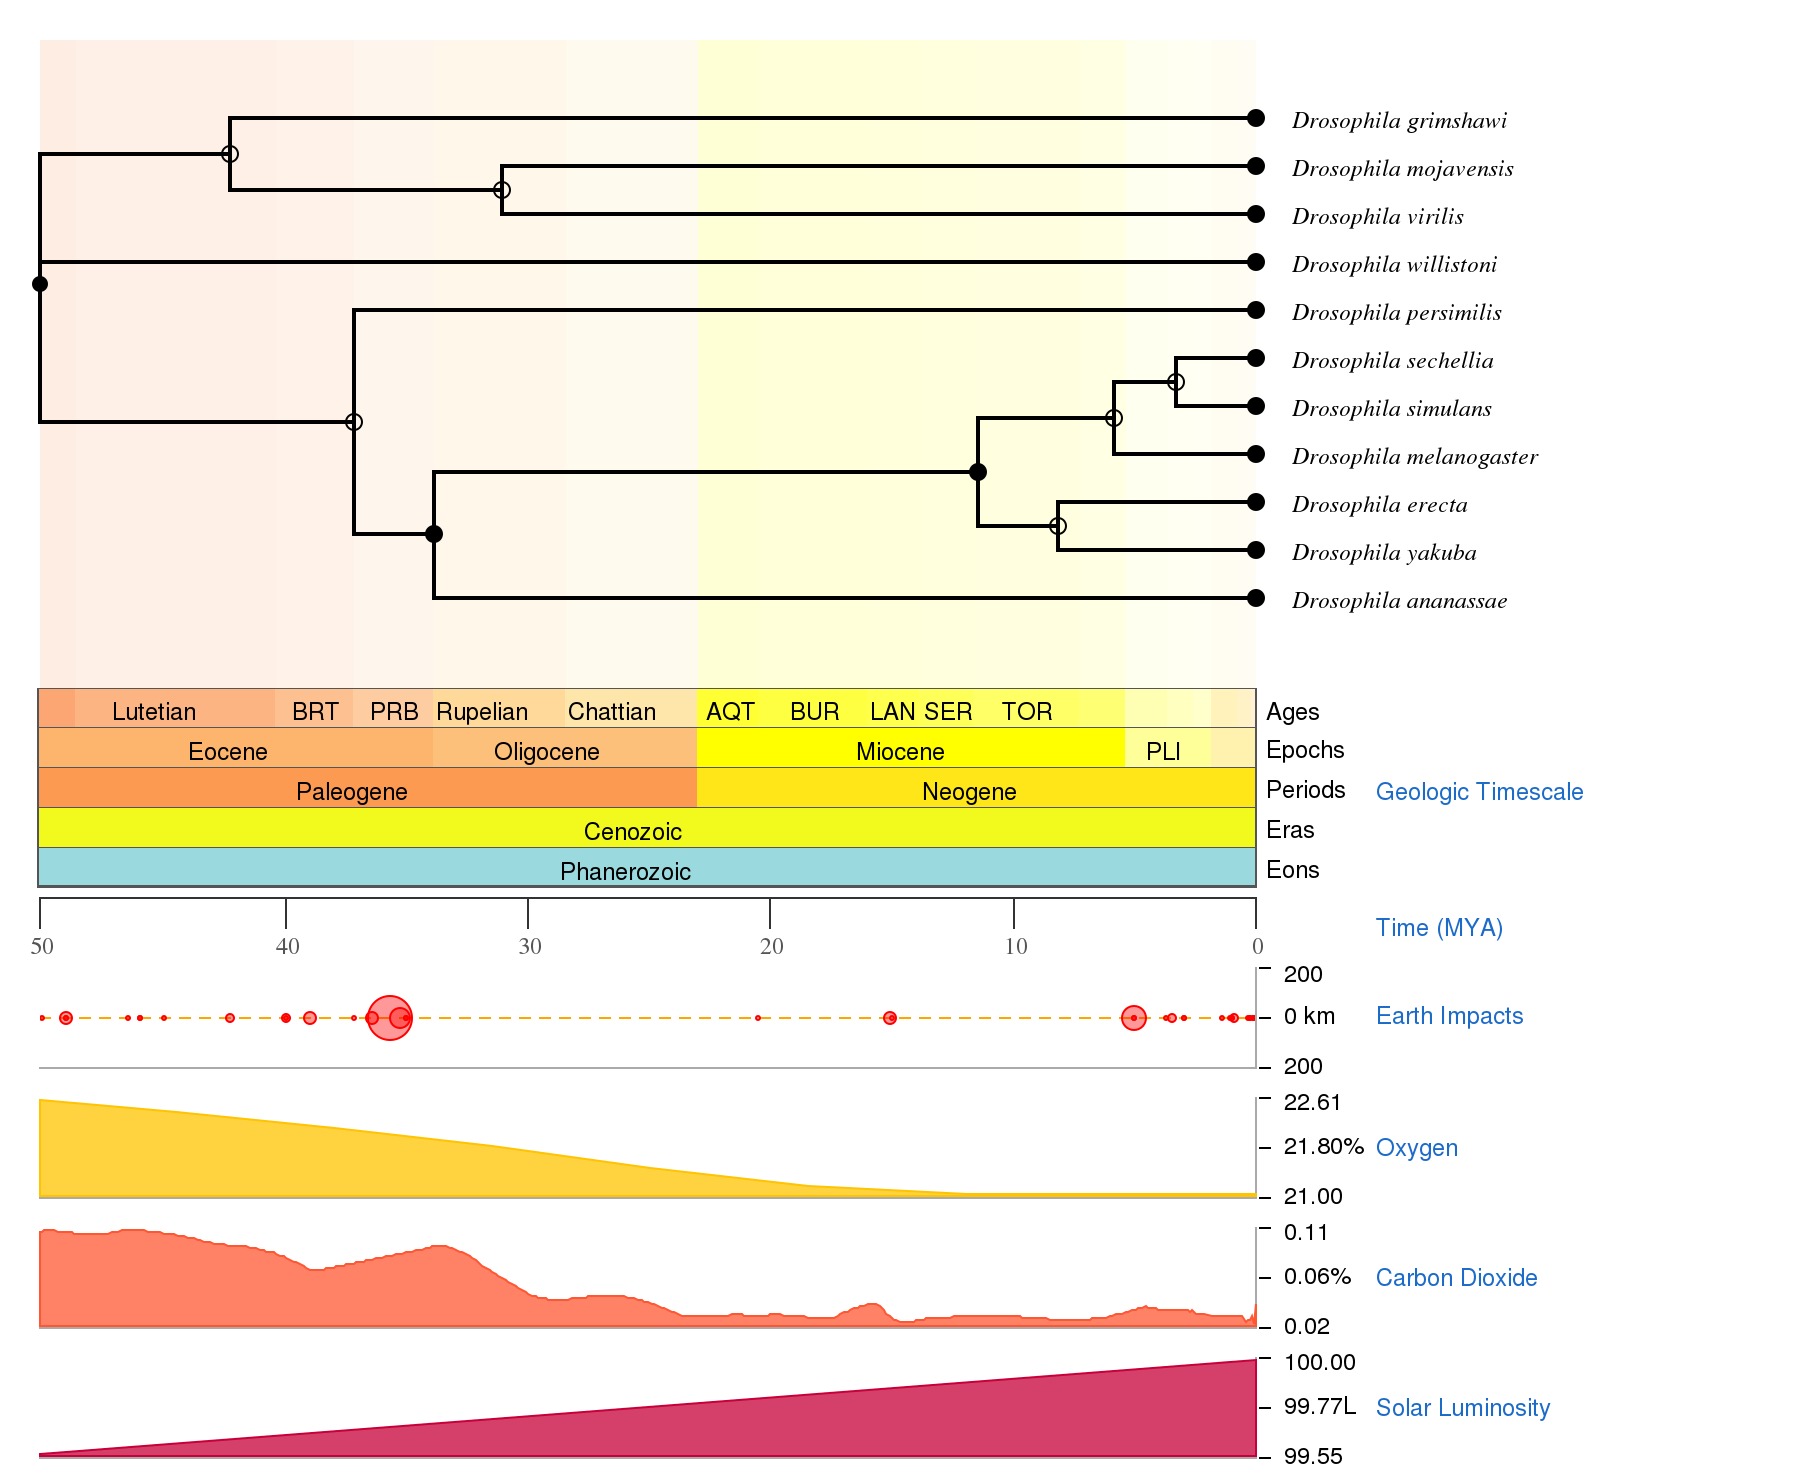 Drosophila grimshawi
Drosophila mojavensis
Drosophila virilis
Drosophila willistoni
Drosophila persimilis
Drosophila sechellia
Drosophila simulans
Drosophila melanogaster
Drosophila erecta
Drosophila yakuba
Drosophila ananassae
Lutetian BRT PRB Rupelian Chattian AQT BUR LAN SER TOR Ages
Eocene Oligocene Miocene PLI Epochs
Paleogene Neogene Periods Geologic Timescale
Cenozoic Eras
Phanerozoic Eons
Time (MYA)
50 40 30 20 10 0
200
0 km Earth Impacts
200
22.61
21.80% Oxygen
21.00
0.11
0.06% Carbon Dioxide
0.02
100.00
99.77L Solar Luminosity
99.55